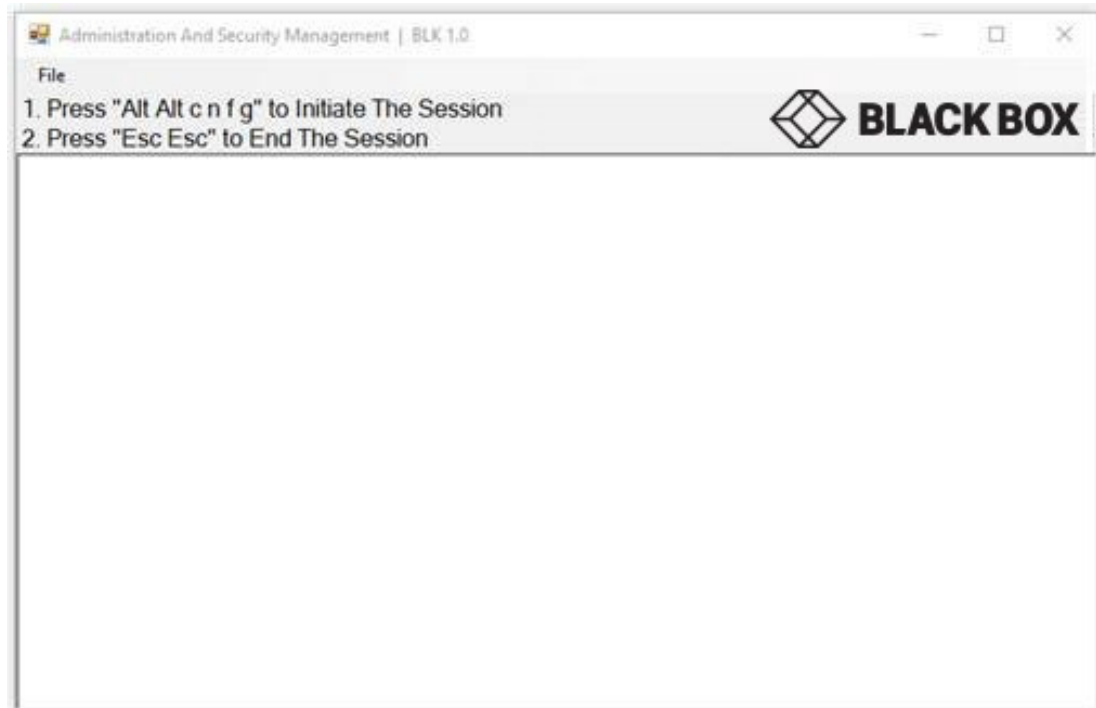 Administration And Security Management | BLK 1.0
File
1. Press "Alt Alt c n f g" to Initiate The Session
2. Press "Esc Esc" to End The Session
BLACK BOX